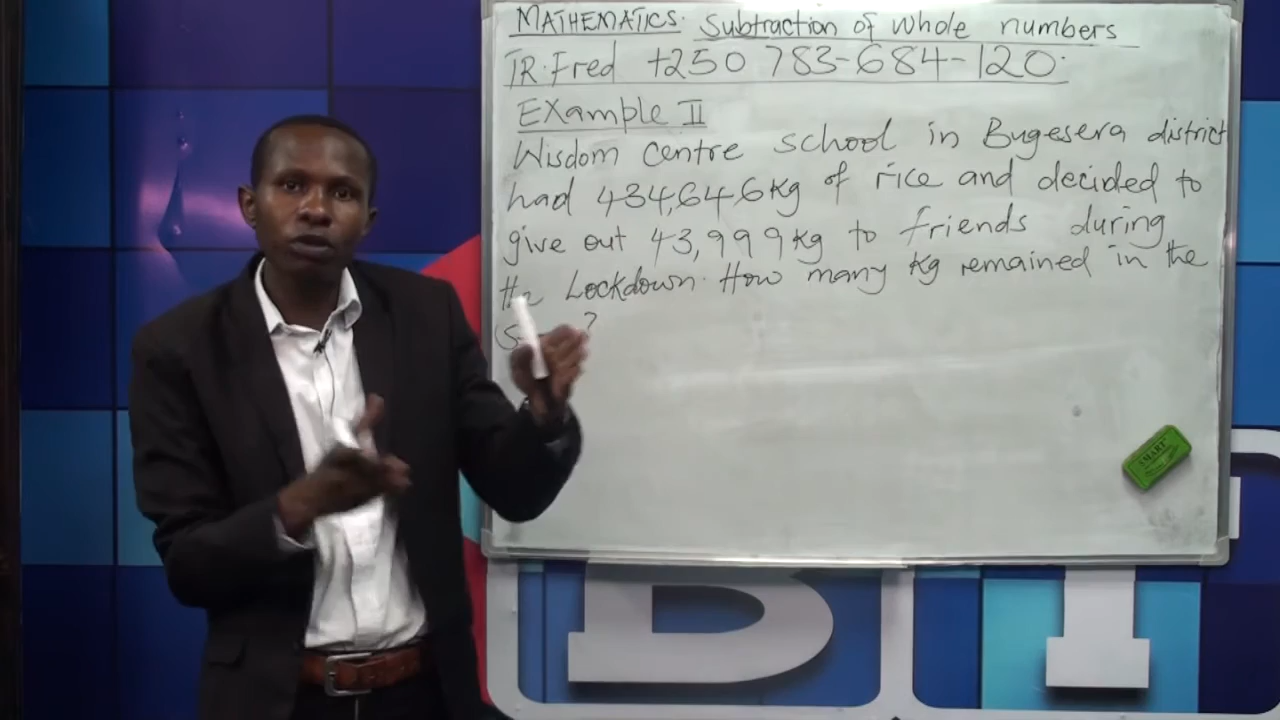 MATHEMATICS: Subtraction of Whole numbers
TR. Fred +250 783-684-120.
Example II
Wisdom Centre school in Bugesera district
had 434,646kg of rice and decided to
give out 43,999kg to friends during
the Lockdown. How many kg remained in the
?
SMART
B